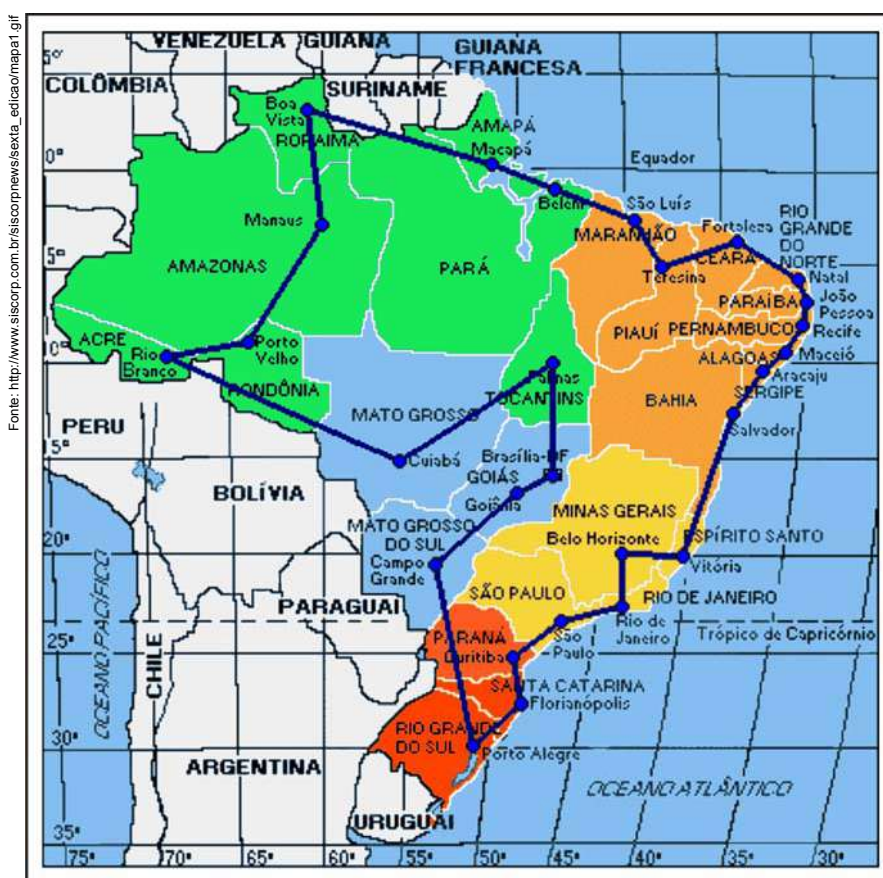 Fonte: http://www.siscorp.com.br/siscorpnews/sexta_edicao/mapa1.gif
VENEZUELA
GUIANA
GUIANA
FRANCESA
SURINAME
COLÔMBIA
5°
Boa
Vista
RORAIMA
AMAPÁ
Macapá
Equador
0°
Belém
São Luís
Fortaleza
RIO
GRANDE
DO
NORTE
Manaus
MARANHÃO
CEARÁ
AMAZONAS
PARÁ
Teresina
Natal
5°
PARAÍBA
João
Pessoa
PIAUÍ
PERNAMBUCO
Recife
ACRE
Rio
Branco
Porto
Velho
10°
ALAGOAS
Maceió
RONDÔNIA
Palmas
TOCANTINS
Aracaju
SERGIPE
MATO GROSSO
BAHIA
Salvador
PERU
15°
Cuiabá
Brasília-DF
GOIÁS
Goiânia
BOLÍVIA
MINAS GERAIS
MATO GROSSO
DO SUL
Belo Horizonte
ESPÍRITO SANTO
20°
Campo
Grande
Vitória
SÃO PAULO
RIO DE JANEIRO
PARAGUAI
OCEANO PACÍFICO
CHILE
Rio de
Janeiro
São
Paulo
Trópico de Capricórnio
PARANÁ
Curitiba
25°
SANTA CATARINA
Florianópolis
RIO GRANDE
DO SUL
Porto Alegre
30°
ARGENTINA
OCEANO ATLÂNTICO
URUGUAI
35°
75°
70°
65°
60°
55°
50°
45°
40°
35°
30°